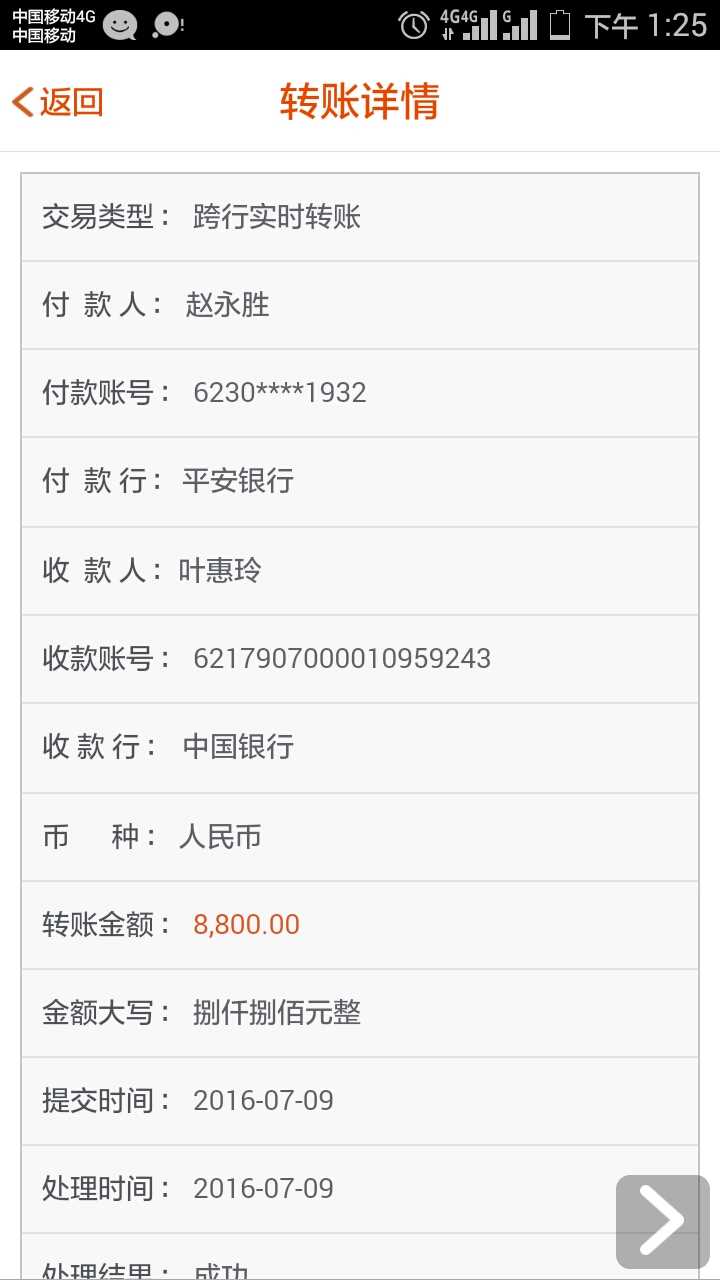 中国移动4G
中国移动
4G 4G G 下午 1:25
返回 转账详情
交易类型： 跨行实时转账
付 款 人： 赵永胜
付款账号： 6230****1932
付 款 行： 平安银行
收 款 人： 叶惠玲
收款账号： 6217907000010959243
收 款 行： 中国银行
币 种： 人民币
转账金额： 8,800.00
金额大写： 捌仟捌佰元整
提交时间： 2016-07-09
处理时间： 2016-07-09
处理结果： 成功